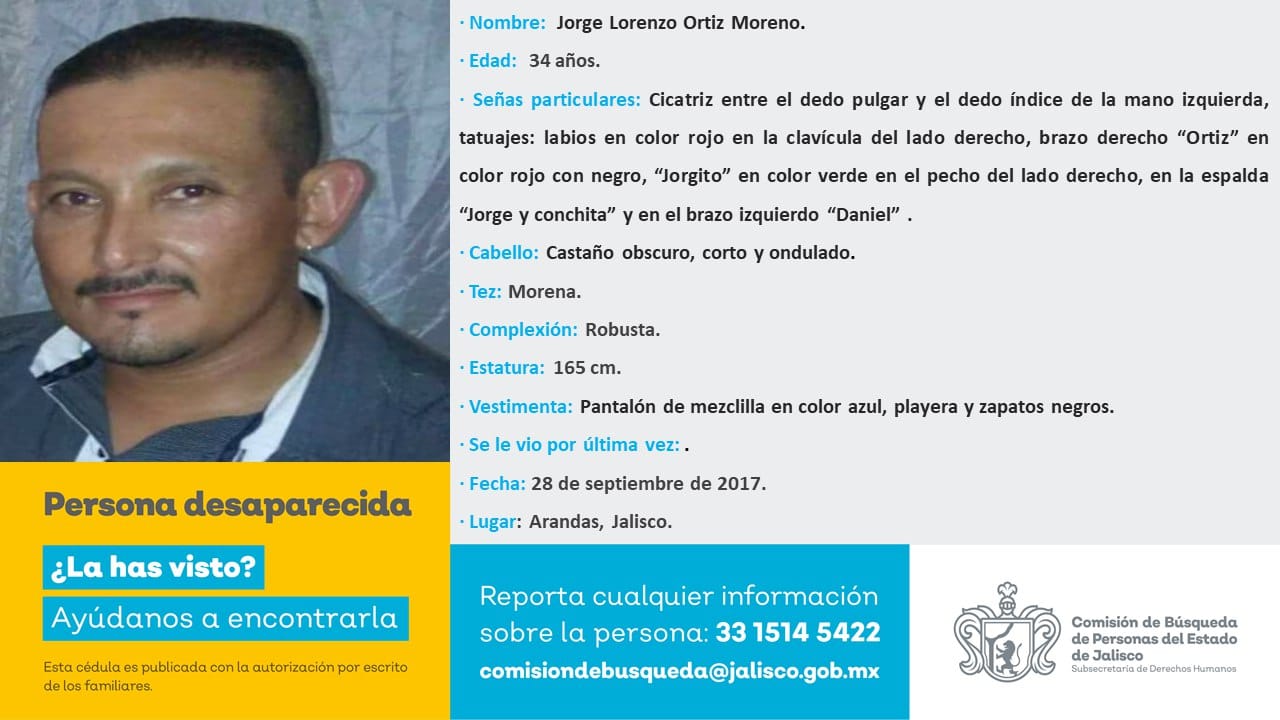 · Nombre: Jorge Lorenzo Ortiz Moreno.
· Edad: 34 años.
· Señas particulares: Cicatriz entre el dedo pulgar y el dedo índice de la mano izquierda,
tatuajes: labios en color rojo en la clavícula del lado derecho, brazo derecho “Ortiz” en
color rojo con negro, “Jorgito” en color verde en el pecho del lado derecho, en la espalda
“Jorge y conchita” y en el brazo izquierdo “Daniel” .
· Cabello: Castaño obscuro, corto y ondulado.
· Tez: Morena.
· Complexión: Robusta.
· Estatura: 165 cm.
· Vestimenta: Pantalón de mezclilla en color azul, playera y zapatos negros.
· Se le vio por última vez: .
· Fecha: 28 de septiembre de 2017.
· Lugar: Arandas, Jalisco.
Persona desaparecida
¿La has visto?
Ayúdanos a encontrarla
Esta cédula es publicada con la autorización por escrito
de los familiares.
Reporta cualquier información
sobre la persona: 33 1514 5422
comisiondebusqueda@jalisco.gob.mx
Comisión de Búsqueda
de Personas del Estado
de Jalisco
Subsecretaría de Derechos Humanos